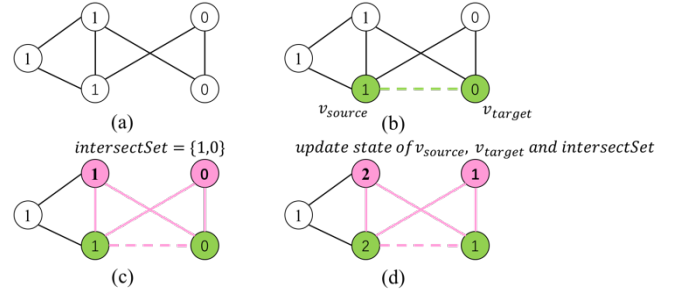 1 0 1 0
1 1
1 0 1 0
v_source v_target
(a) (b)
intersectSet = {1,0} update state of v_source, v_target and intersectSet
1 0 2 1
1 1
1 0 2 1
(c) (d)